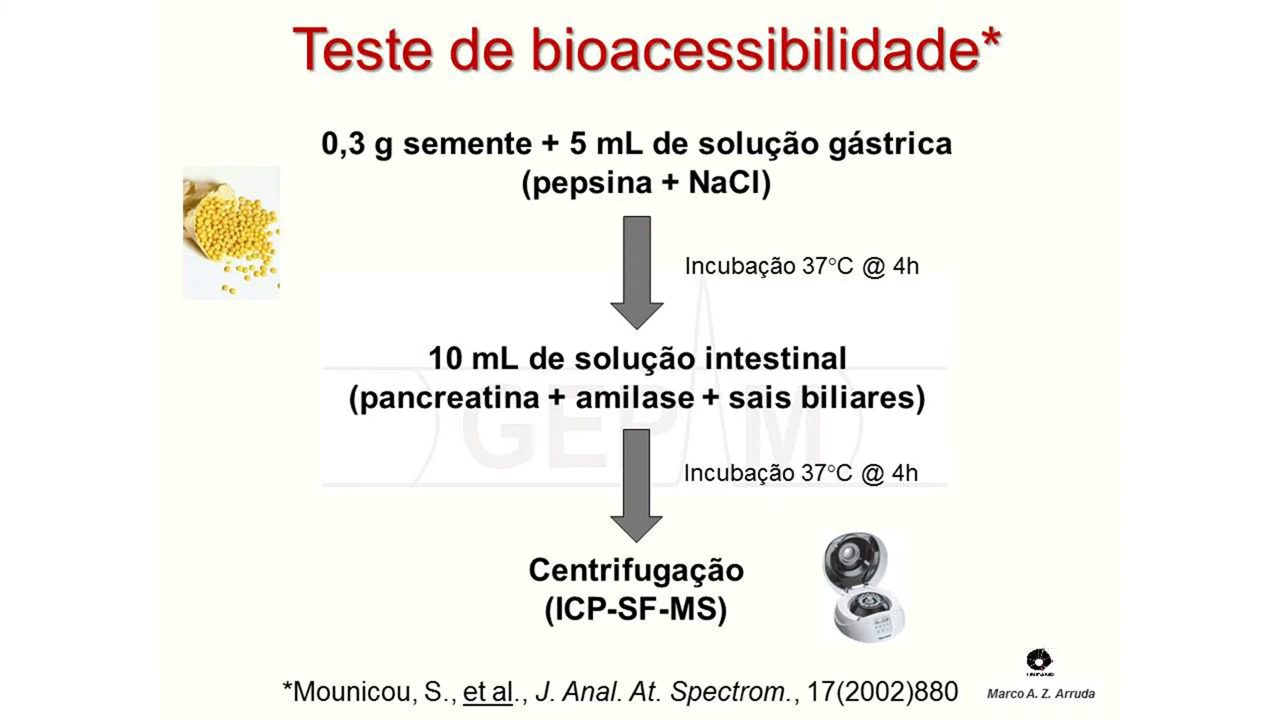 Teste de bioacessibilidade*
0,3 g semente + 5 mL de solução gástrica
(pepsina + NaCl)
Incubação 37°C @ 4h
10 mL de solução intestinal
(pancreatina + amilase + sais biliares)
GEPAM
Incubação 37°C @ 4h
Centrifugação
(ICP-SF-MS)
UNICAMP
*Mounicou, S., et al., J. Anal. At. Spectrom., 17(2002)880
Marco A. Z. Arruda